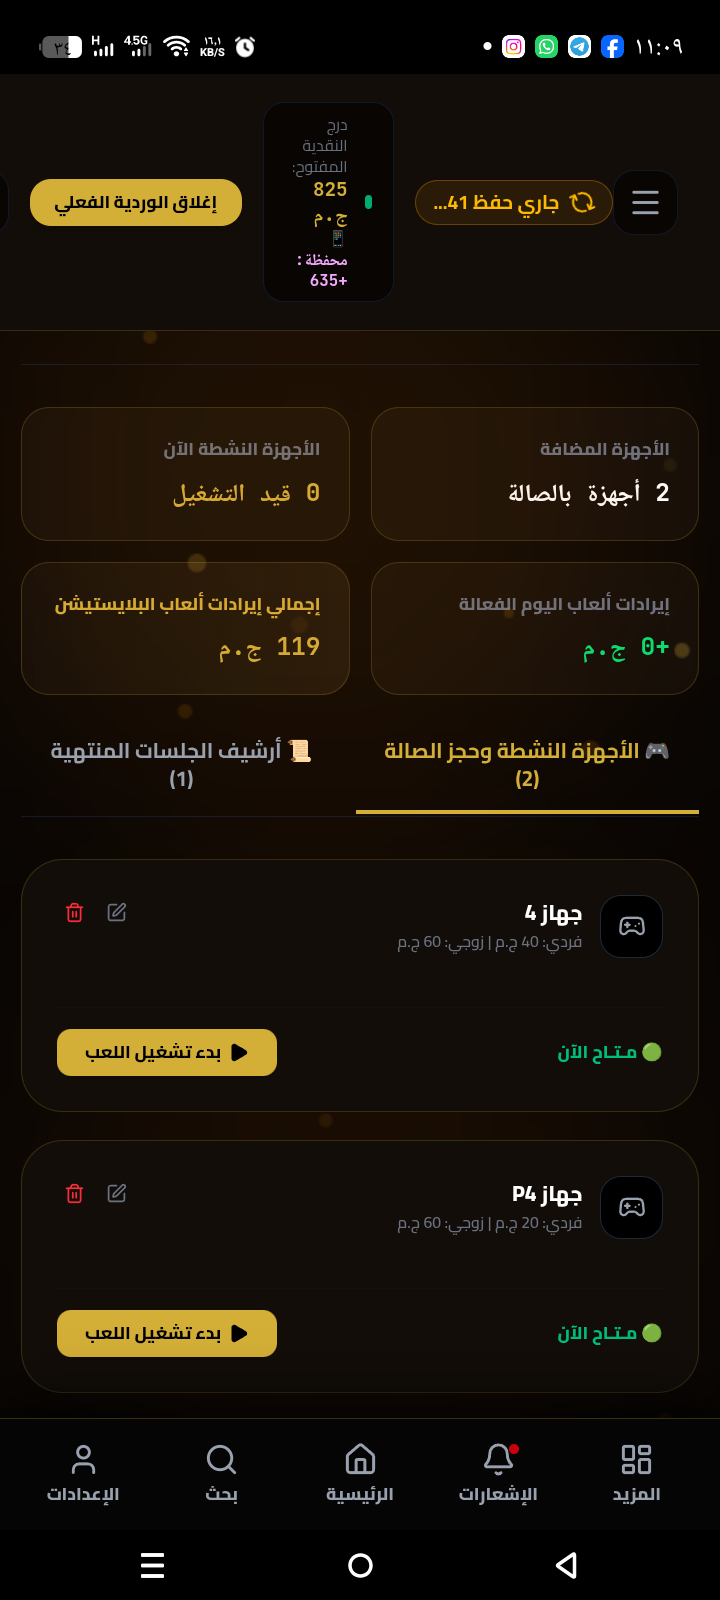 ١١:٠٩
١٦,١ KB/S
4.5G
H
٣٤
جاري حفظ 41...
درج
النقدية
المفتوح:
825
ج.م
📱
محفظة:
+635
إغلاق الوردية الفعلي
الأجهزة المضافة
2 أجهزة بالصالة
الأجهزة النشطة الآن
0 قيد التشغيل
إيرادات ألعاب اليوم الفعالة
+0 ج.م
إجمالي إيرادات ألعاب البلايستيشن
119 ج.م
🎮 الأجهزة النشطة وحجز الصالة
(2)
📜 أرشيف الجلسات المنتهية
(1)
جهاز 4
فردي: 40 ج.م | زوجي: 60 ج.م
🟢 متاح الآن
بدء تشغيل اللعب
جهاز P4
فردي: 20 ج.م | زوجي: 60 ج.م
🟢 متاح الآن
بدء تشغيل اللعب
المزيد
الإشعارات
الرئيسية
بحث
الإعدادات